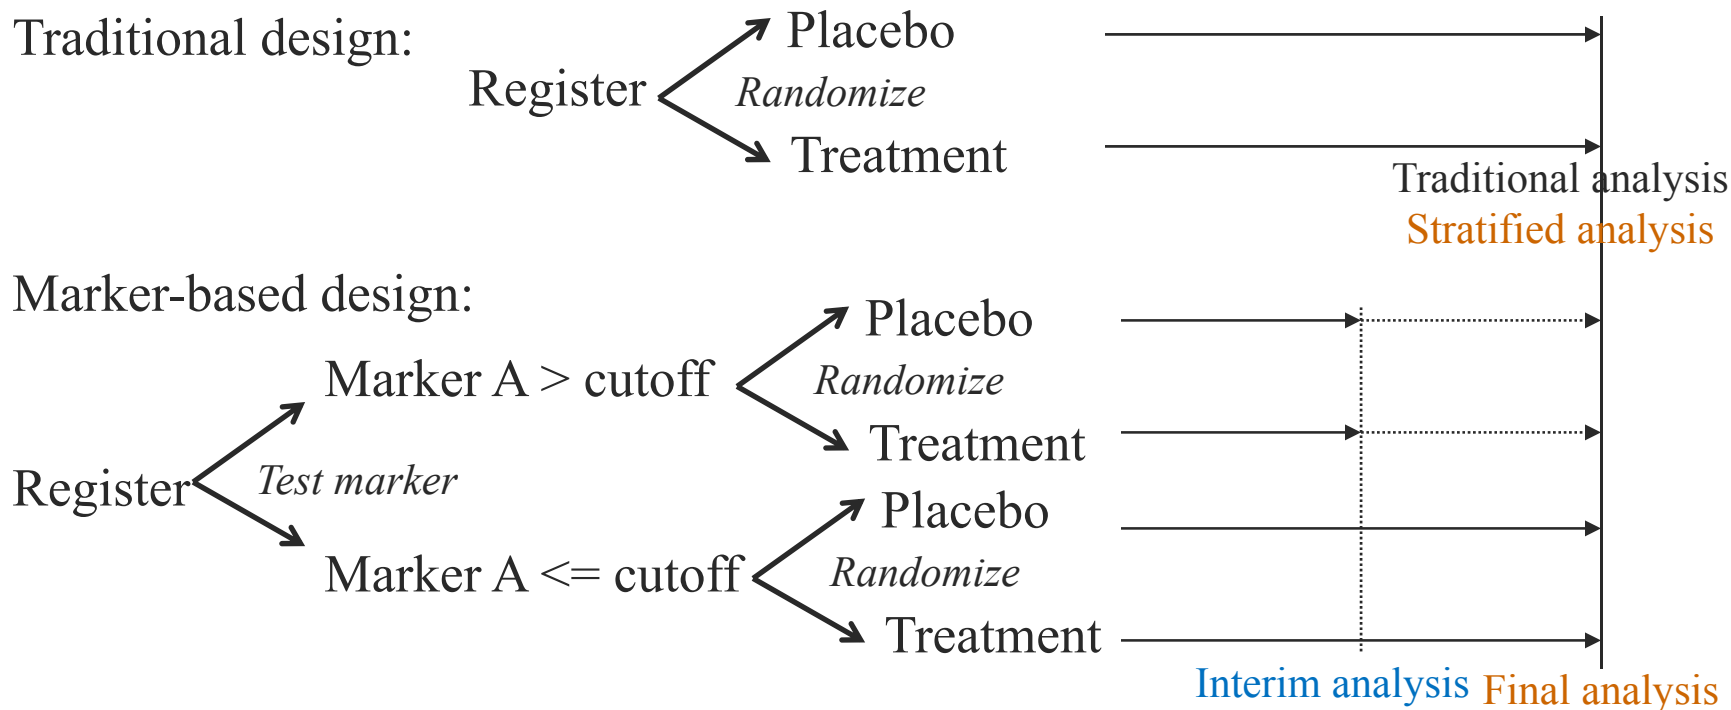 Traditional design:
Placebo
Register
Randomize
Treatment
Traditional analysis
Stratified analysis
Marker-based design:
Placebo
Marker A > cutoff
Randomize
Treatment
Register
Test marker
Placebo
Marker A <= cutoff
Randomize
Treatment
Interim analysis
Final analysis